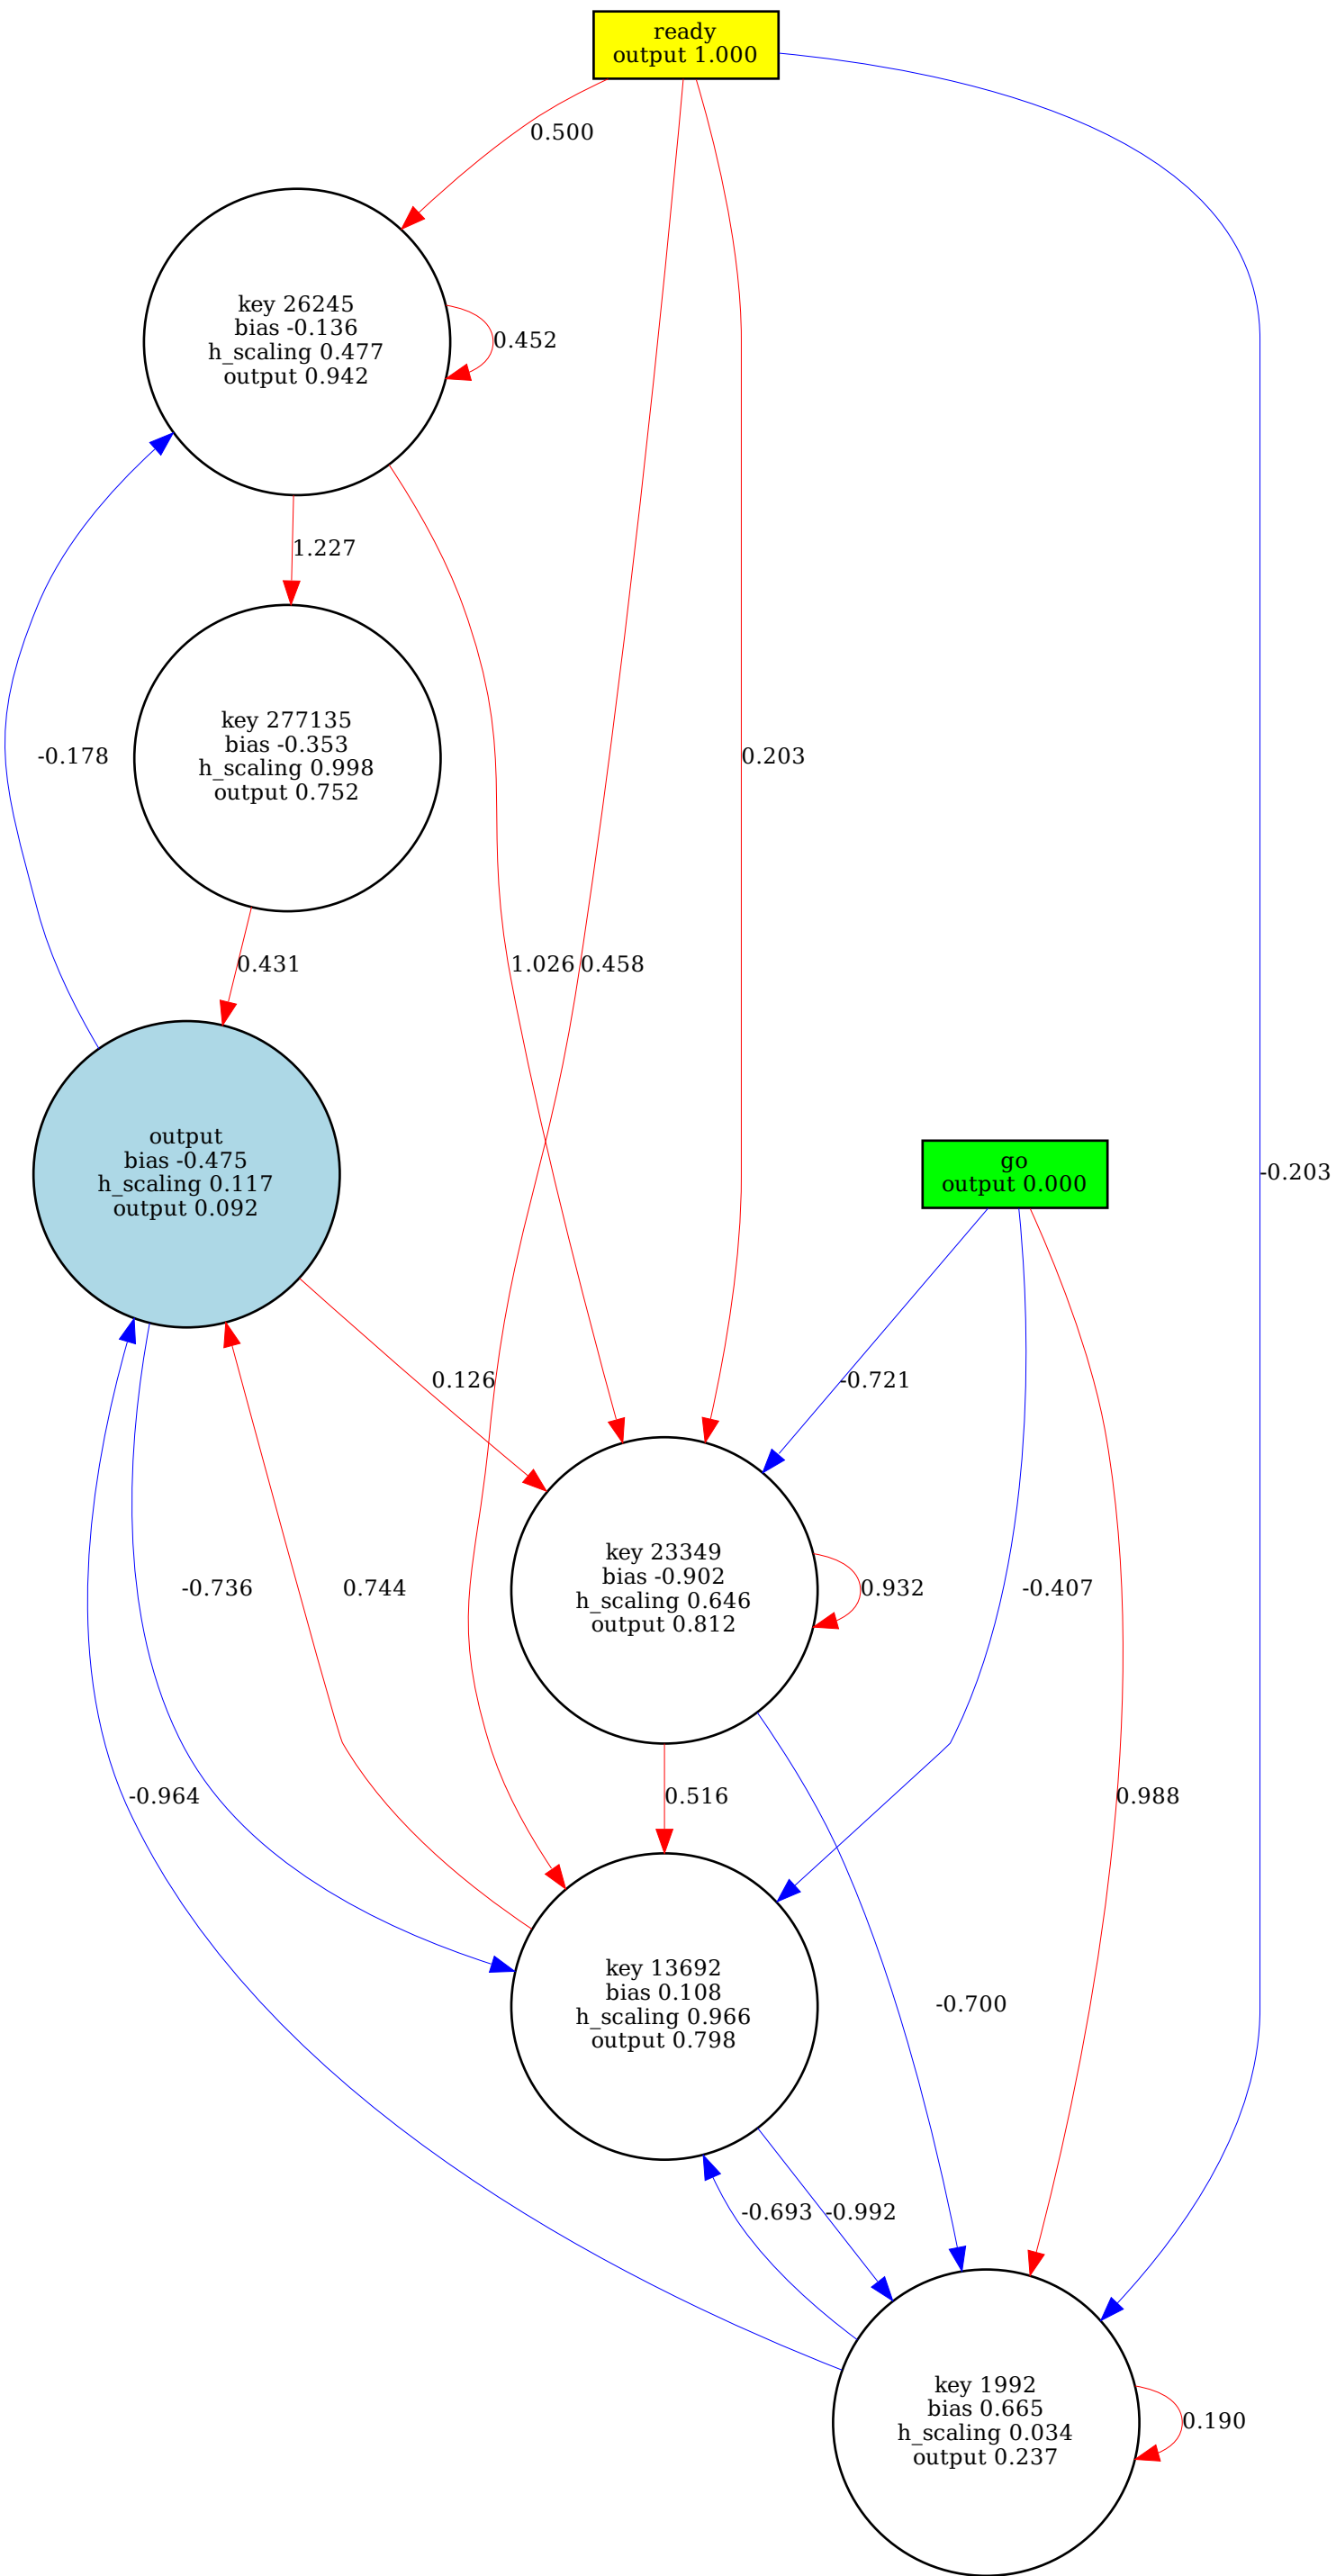 ready
output 1.000
0.500
key 26245
bias -0.136
h_scaling 0.477
output 0.942
0.452
1.227
key 277135
bias -0.353
h_scaling 0.998
output 0.752
-0.178
0.203
0.431
1.026
0.458
output
bias -0.475
h_scaling 0.117
output 0.092
go
output 0.000
-0.203
0.126
-0.721
key 23349
bias -0.902
h_scaling 0.646
output 0.812
-0.736
0.744
0.932
-0.407
-0.964
0.516
0.988
key 13692
bias 0.108
h_scaling 0.966
output 0.798
-0.700
-0.693
-0.992
key 1992
bias 0.665
h_scaling 0.034
output 0.237
0.190